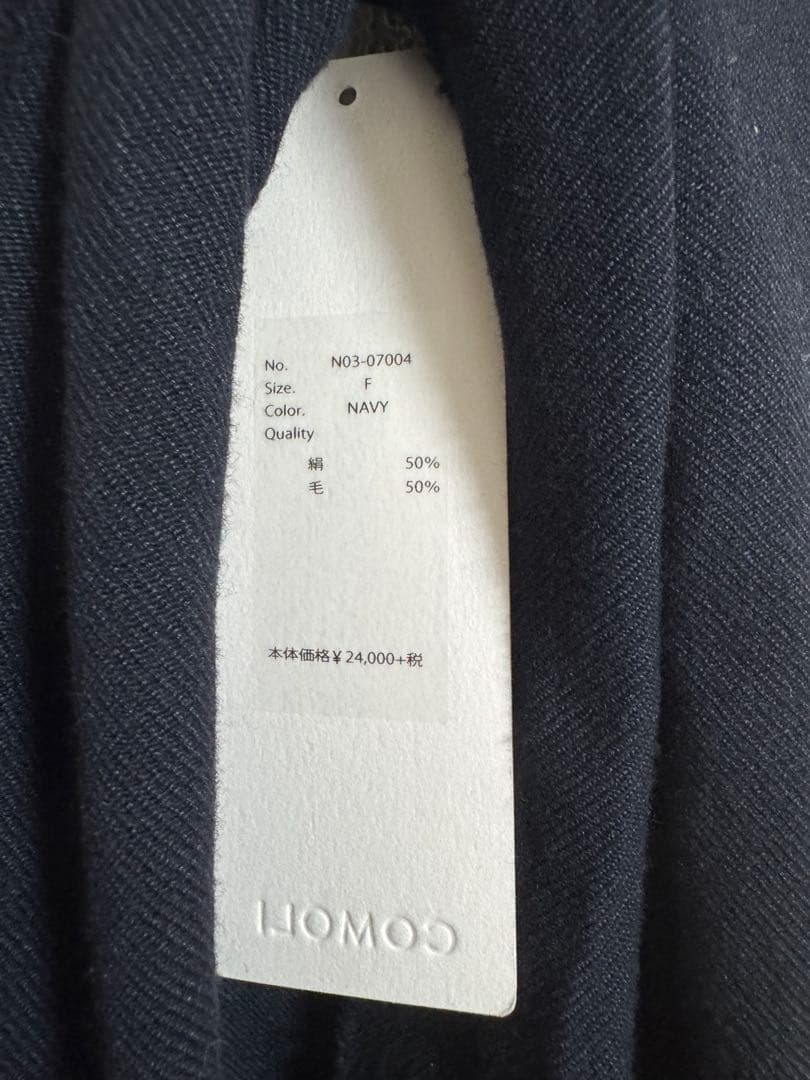 No. N03-07004
Size. F
Color. NAVY
Quality
絹 50%
毛 50%
本体価格¥24,000+税
COMOLI